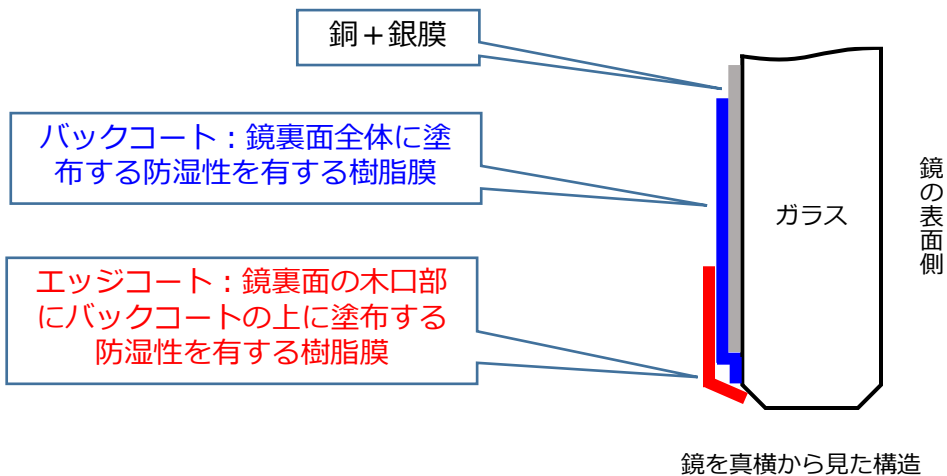 銅＋銀膜
バックコート：鏡裏面全体に塗
布する防湿性を有する樹脂膜
エッジコート：鏡裏面の木口部
にバックコートの上に塗布する
防湿性を有する樹脂膜
ガラス
鏡の表面側
鏡を真横から見た構造